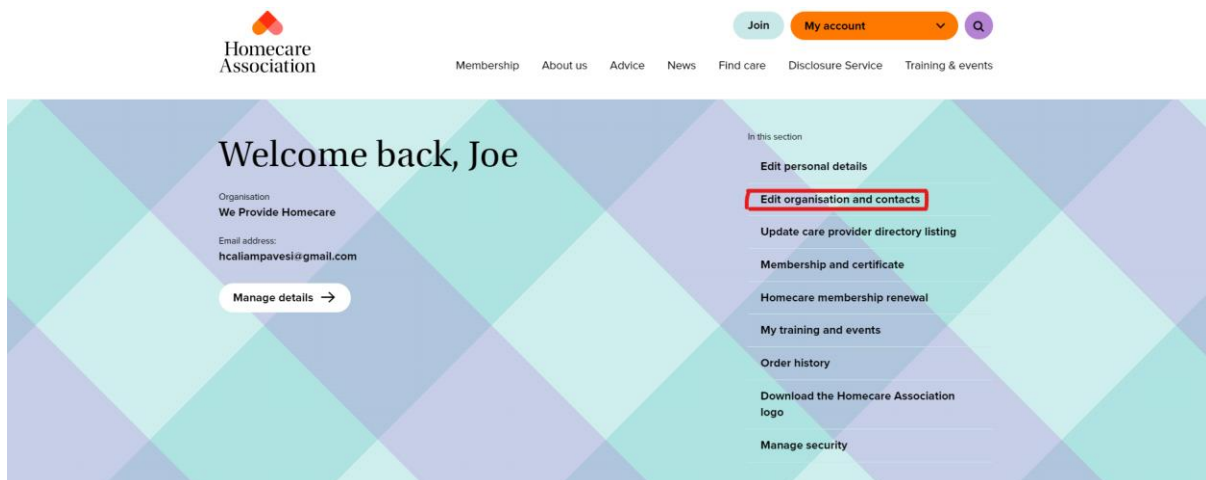 Homecare
Association
Join
My account
Membership
About us
Advice
News
Find care
Disclosure Service
Training & events
Welcome back, Joe
Organisation
We Provide Homecare
Email address:
hcaliampavesi@gmail.com
Manage details →
In this section
Edit personal details
Edit organisation and contacts
Update care provider directory listing
Membership and certificate
Homecare membership renewal
My training and events
Order history
Download the Homecare Association
logo
Manage security